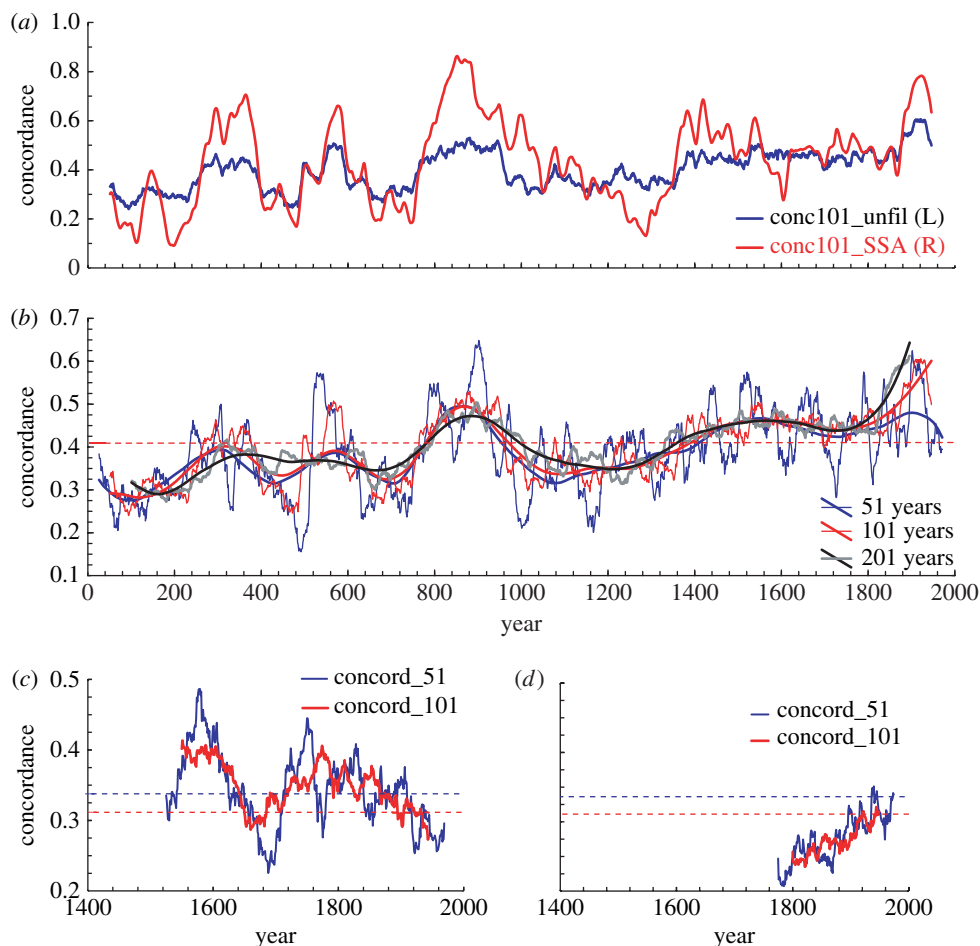 (a)
1.0
0.8
0.6
0.4
0.2
0
concordance
conc101_unfil (L)
conc101_SSA (R)
(b)
0.7
0.6
0.5
0.4
0.3
0.2
0.1
concordance
51 years
101 years
201 years
0 200 400 600 800 1000 1200 1400 1600 1800 2000
year
(c)
0.5
0.4
0.3
0.2
concordance
concord_51
concord_101
1400 1600 1800 2000
year
(d)
concord_51
concord_101
1400 1600 1800 2000
year